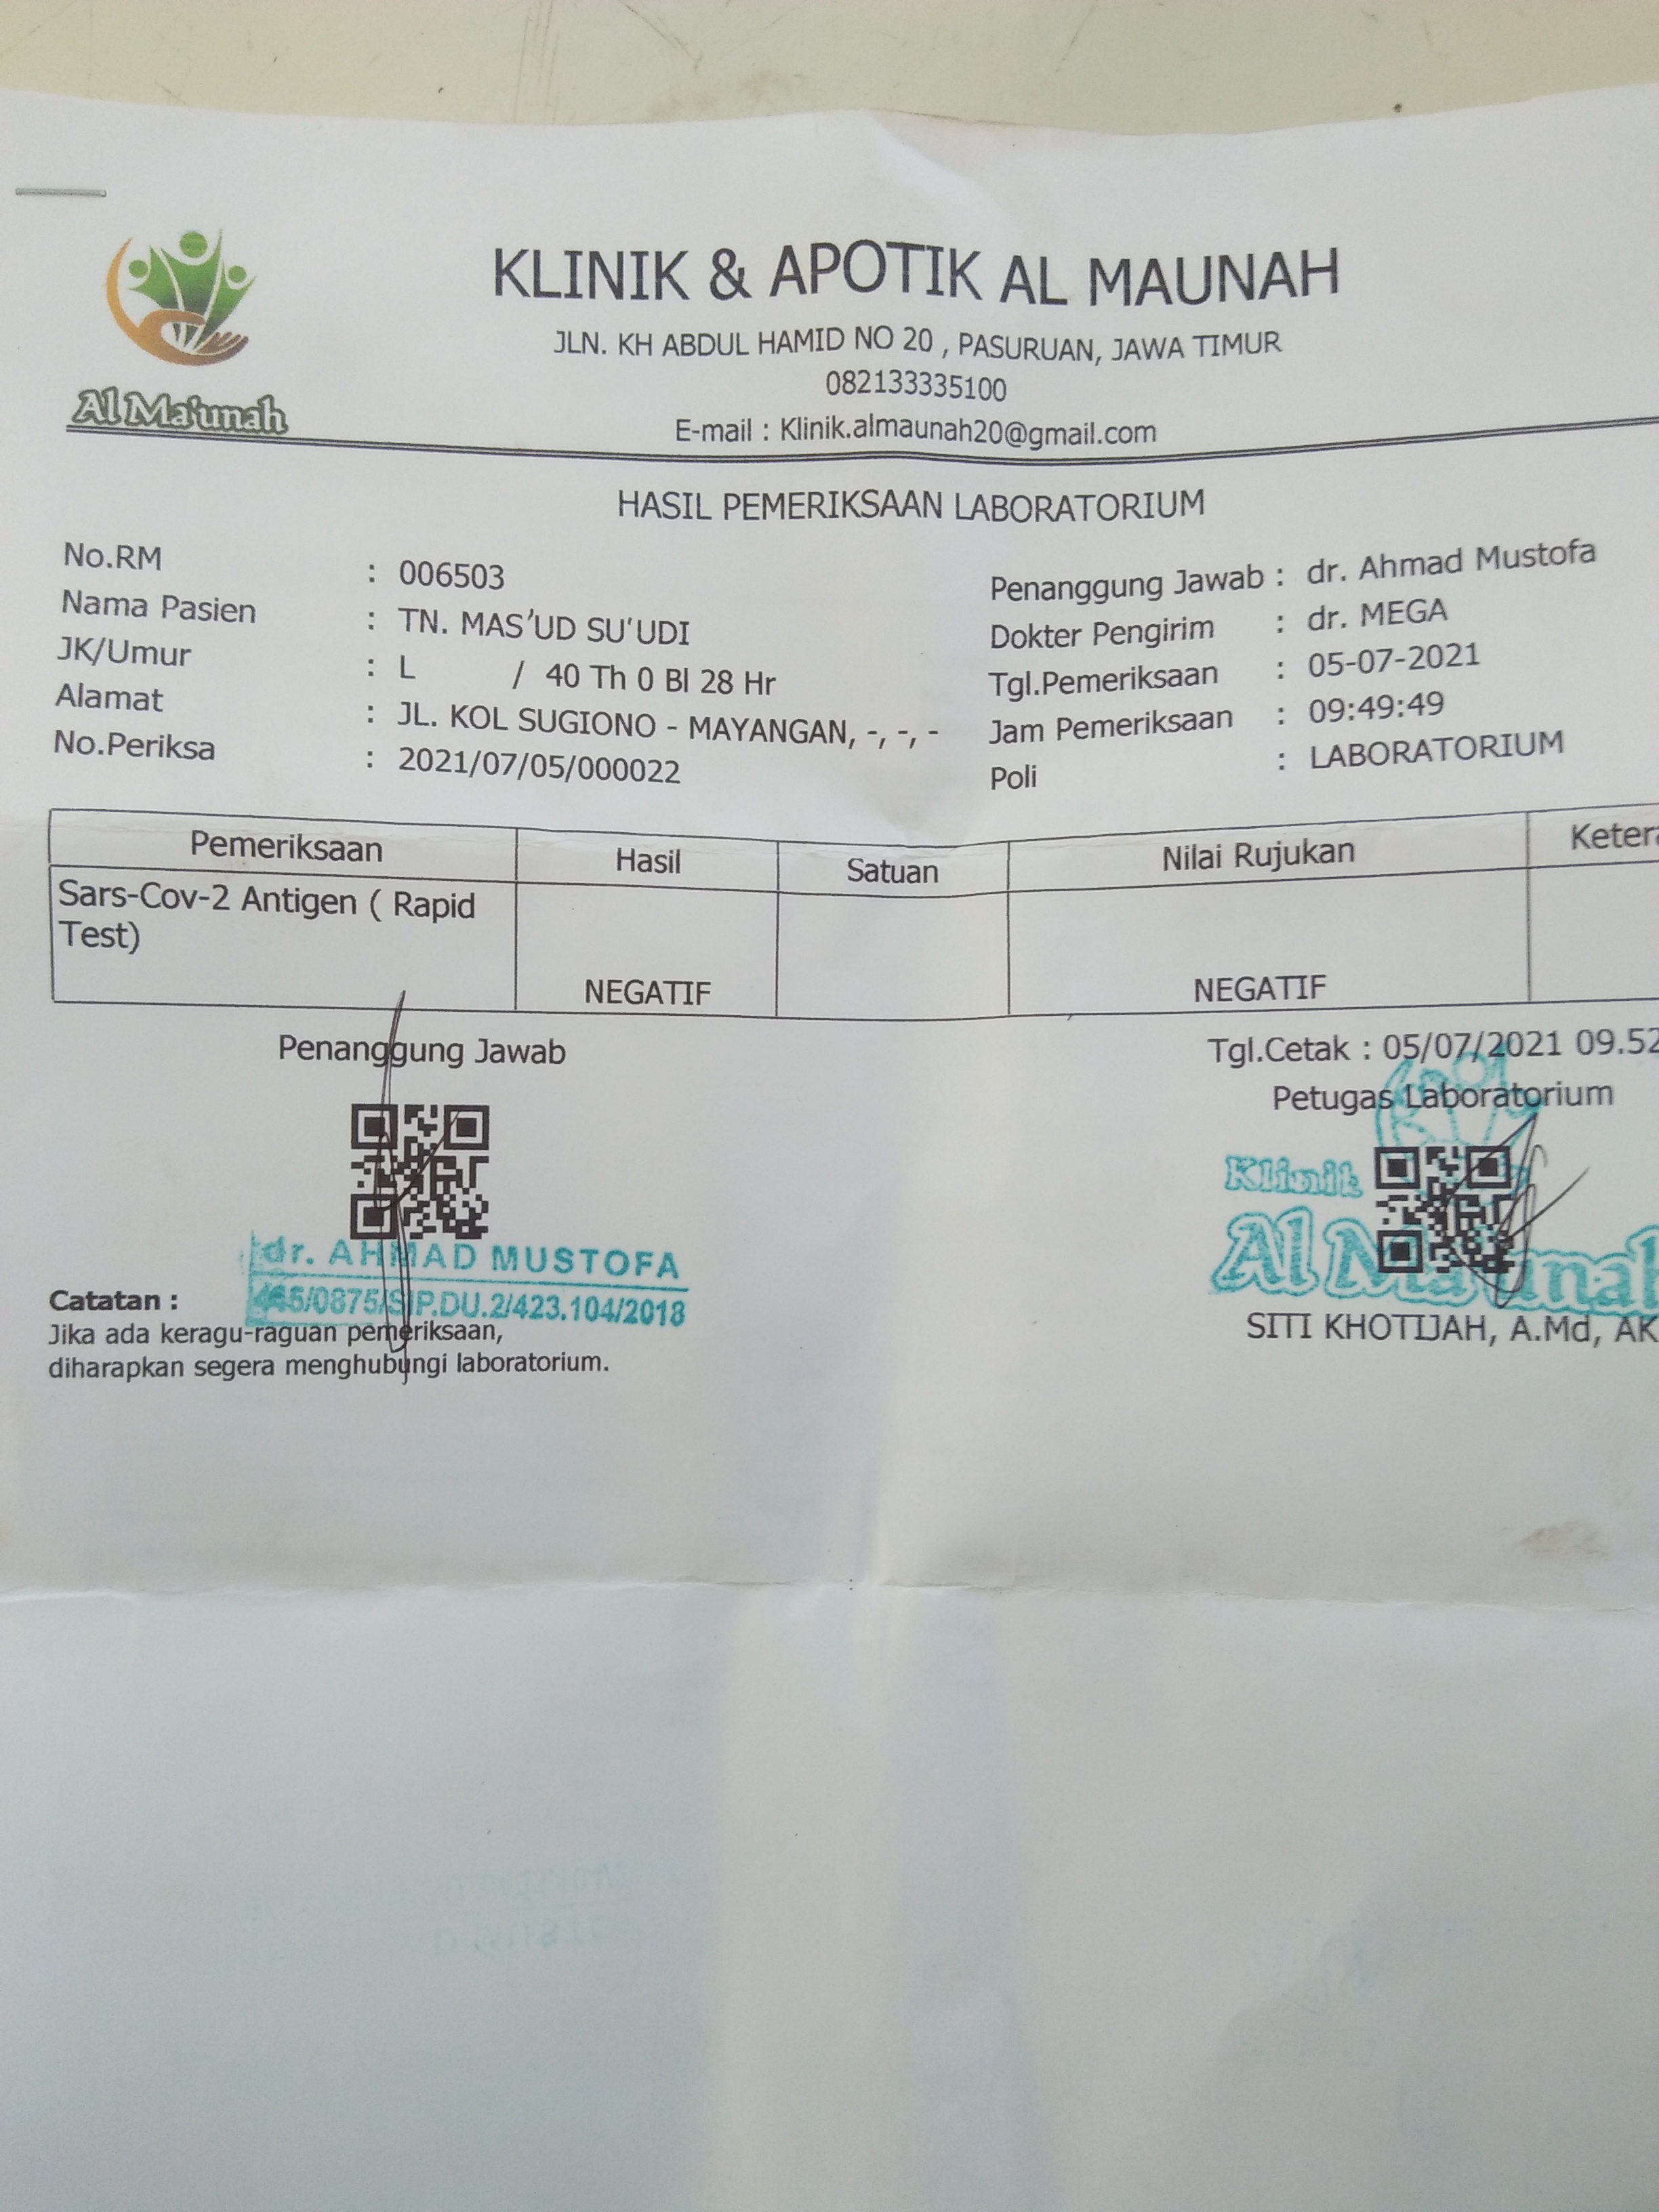 Al Ma'unah
KLINIK & APOTIK AL MAUNAH
JLN. KH ABDUL HAMID NO 20 , PASURUAN, JAWA TIMUR
082133335100
E-mail : Klinik.almaunah20@gmail.com
HASIL PEMERIKSAAN LABORATORIUM
No.RM : 006503
Nama Pasien : TN. MAS'UD SU'UDI
JK/Umur : L / 40 Th 0 Bl 28 Hr
Alamat : JL. KOL SUGIONO - MAYANGAN, -, -, -
No.Periksa : 2021/07/05/000022
Penanggung Jawab : dr. Ahmad Mustofa
Dokter Pengirim : dr. MEGA
Tgl.Pemeriksaan : 05-07-2021
Jam Pemeriksaan : 09:49:49
Poli : LABORATORIUM
Pemeriksaan Hasil Satuan Nilai Rujukan Ketera
Sars-Cov-2 Antigen ( Rapid
Test)
NEGATIF NEGATIF
Penanggung Jawab
dr. AHMAD MUSTOFA
/0875/SIP.DU.2/423.104/2018
Catatan :
Jika ada keragu-raguan pemeriksaan,
diharapkan segera menghubungi laboratorium.
Tgl.Cetak : 05/07/2021 09.52
Petugas Laboratorium
Klinik
Al Ma'unah
SITI KHOTIJAH, A.Md, AK